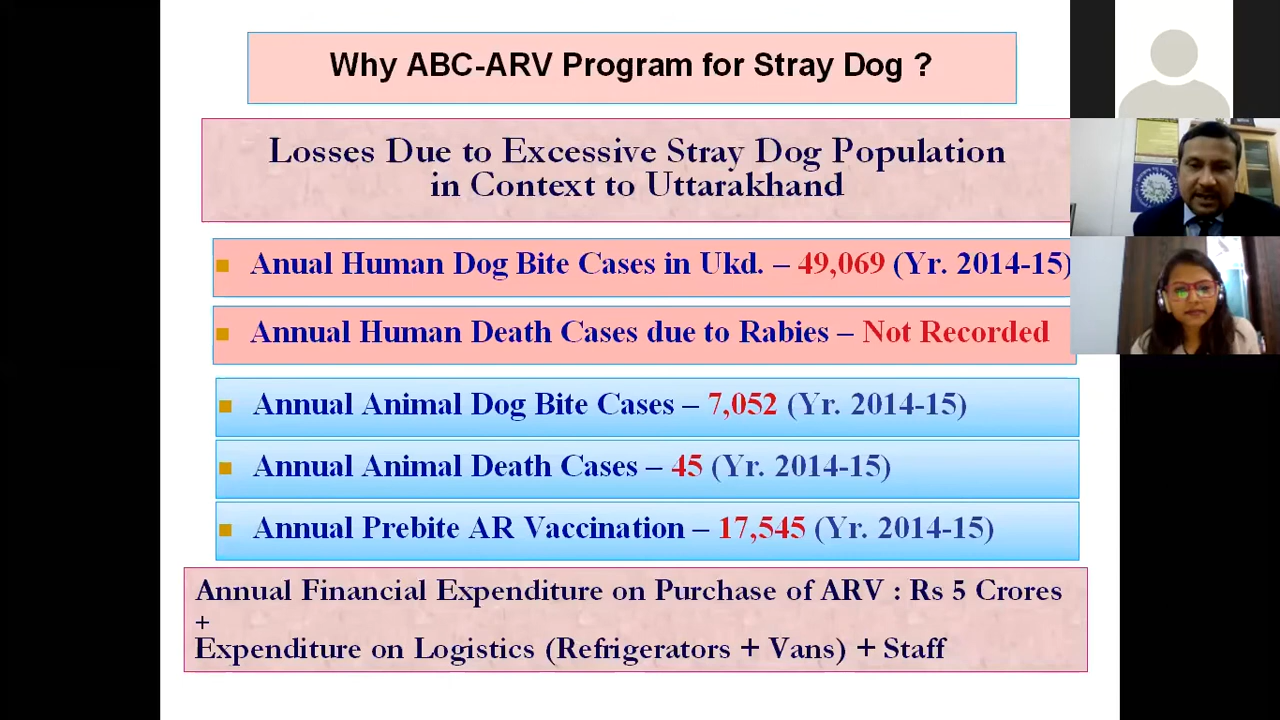 Why ABC-ARV Program for Stray Dog ?
Losses Due to Excessive Stray Dog Population
in Context to Uttarakhand
Anual Human Dog Bite Cases in Ukd. – 49,069 (Yr. 2014-15)
Annual Human Death Cases due to Rabies – Not Recorded
Annual Animal Dog Bite Cases – 7,052 (Yr. 2014-15)
Annual Animal Death Cases – 45 (Yr. 2014-15)
Annual Prebite AR Vaccination – 17,545 (Yr. 2014-15)
Annual Financial Expenditure on Purchase of ARV : Rs 5 Crores
+
Expenditure on Logistics (Refrigerators + Vans) + Staff